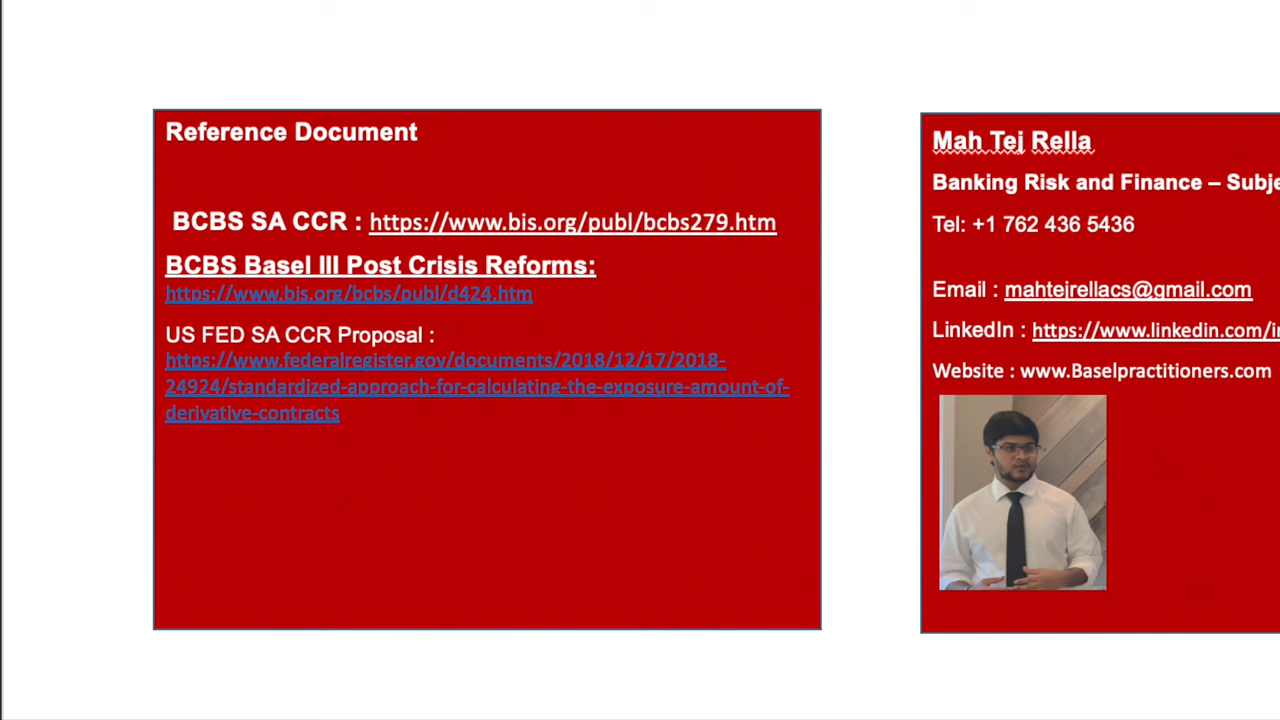 Reference Document
BCBS SA CCR : https://www.bis.org/publ/bcbs279.htm
BCBS Basel III Post Crisis Reforms:
https://www.bis.org/bcbs/publ/d424.htm
US FED SA CCR Proposal :
https://www.federalregister.gov/documents/2018/12/17/2018-
24924/standardized-approach-for-calculating-the-exposure-amount-of-
derivative-contracts
Mah Tej Rella
Banking Risk and Finance –
Tel: +1 762 436 5436
Email : mahtejrellacs@gmail.com
LinkedIn : https://www.linkedin.com/i
Website : www.Baselpractitioners.com